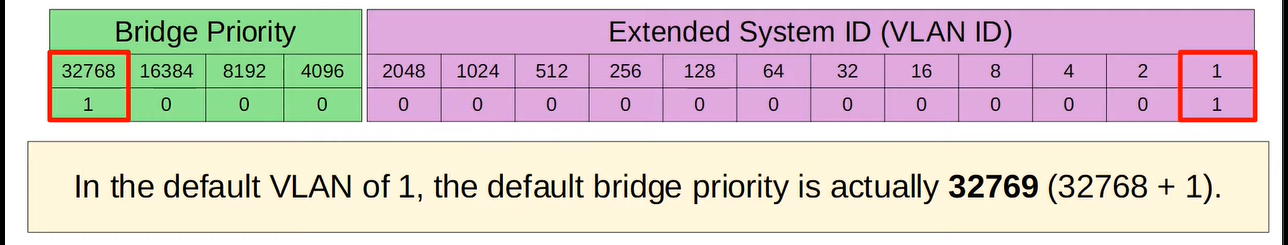 Bridge Priority Extended System ID (VLAN ID)
32768 16384 8192 4096 2048 1024 512 256 128 64 32 16 8 4 2 1
1 0 0 0 0 0 0 0 0 0 0 0 0 0 0 1
In the default VLAN of 1, the default bridge priority is actually 32769 (32768 + 1).